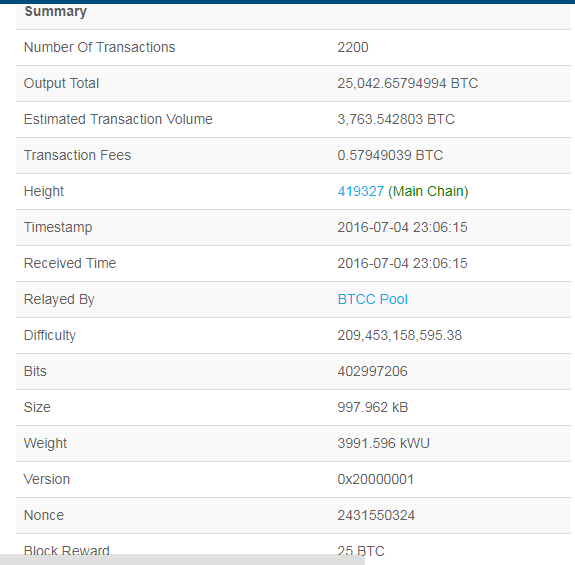 Summary
Number Of Transactions 2200
Output Total 25,042.65794994 BTC
Estimated Transaction Volume 3,763.542803 BTC
Transaction Fees 0.57949039 BTC
Height 419327 (Main Chain)
Timestamp 2016-07-04 23:06:15
Received Time 2016-07-04 23:06:15
Relayed By BTCC Pool
Difficulty 209,453,158,595.38
Bits 402997206
Size 997.962 kB
Weight 3991.596 kWU
Version 0x20000001
Nonce 2431550324
Block Reward 25 BTC